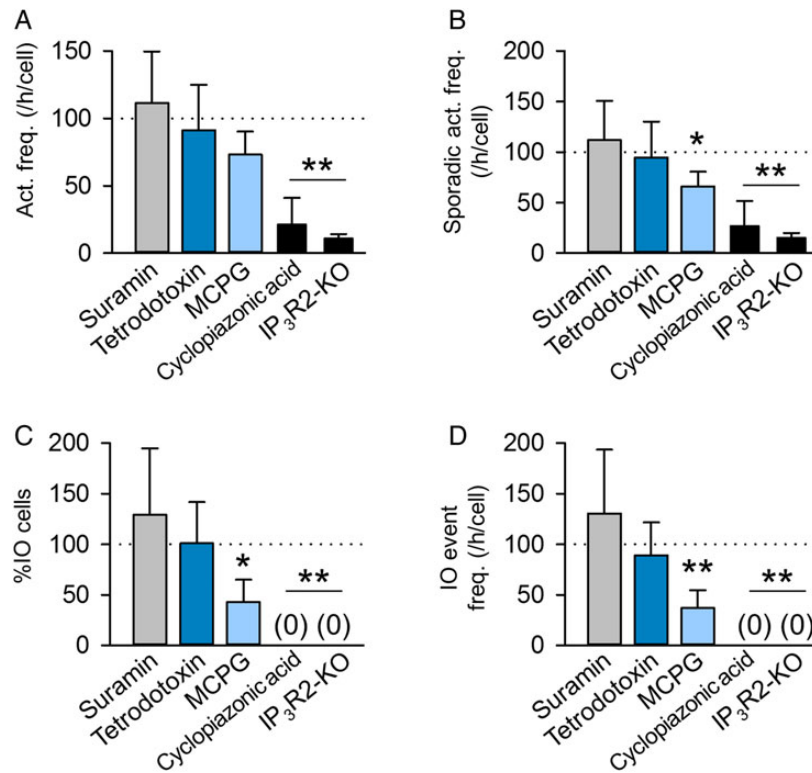 A
Act. freq. (/h/cell)
150
100
50
0
**
Suramin
Tetrodotoxin
MCPG
Cyclopiazonic acid
IP₃R2-KO
B
Sporadic act. freq.
(/h/cell)
200
150
100
50
0
*
**
Suramin
Tetrodotoxin
MCPG
Cyclopiazonic acid
IP₃R2-KO
C
%IO cells
200
150
100
50
0
*
**
(0) (0)
Suramin
Tetrodotoxin
MCPG
Cyclopiazonic acid
IP₃R2-KO
D
IO event
freq. (/h/cell)
200
150
100
50
0
**
**
(0) (0)
Suramin
Tetrodotoxin
MCPG
Cyclopiazonic acid
IP₃R2-KO